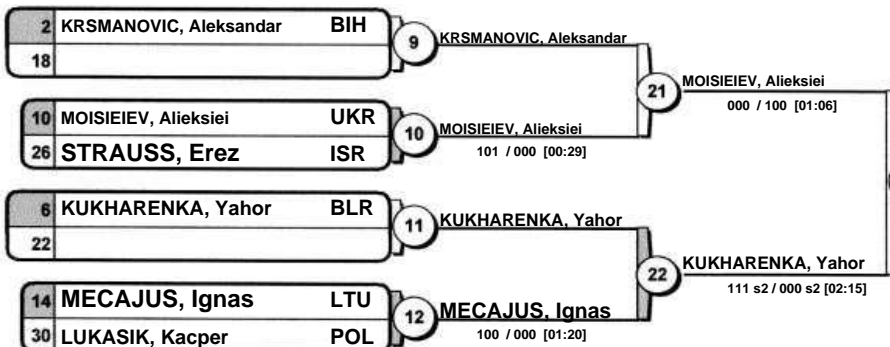 2 KRSMANOVIC, Aleksandar BIH
18
9
KRSMANOVIC, Aleksandar
10 MOISIEIEV, Alieksiei UKR
26 STRAUSS, Erez ISR
10
MOISIEIEV, Alieksiei
101 / 000 [00:29]
21
MOISIEIEV, Alieksiei
000 / 100 [01:06]
6 KUKHARENKA, Yahor BLR
22
11
KUKHARENKA, Yahor
14 MECAJUS, Ignas LTU
30 LUKASIK, Kacper POL
12
MECAJUS, Ignas
100 / 000 [01:20]
22
KUKHARENKA, Yahor
111 s2 / 000 s2 [02:15]